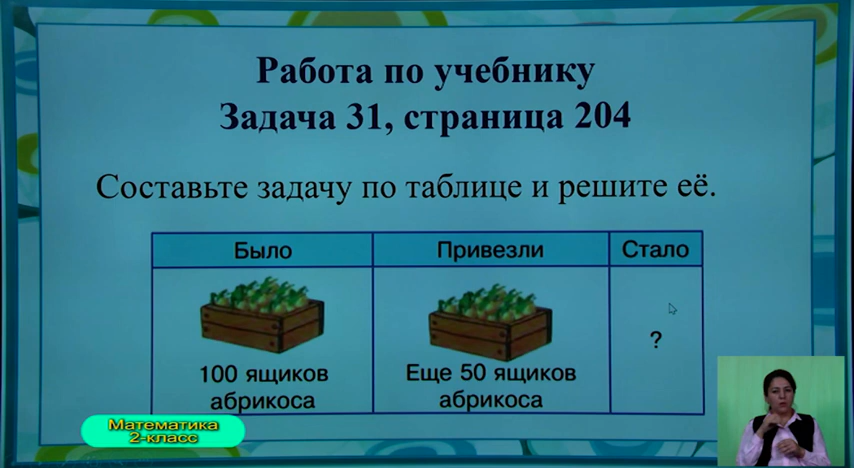 Работа по учебнику
Задача 31, страница 204
Составьте задачу по таблице и решите её.
Было Привезли Стало
100 ящиков абрикоса
Еще 50 ящиков абрикоса
?
Математика
2-класс